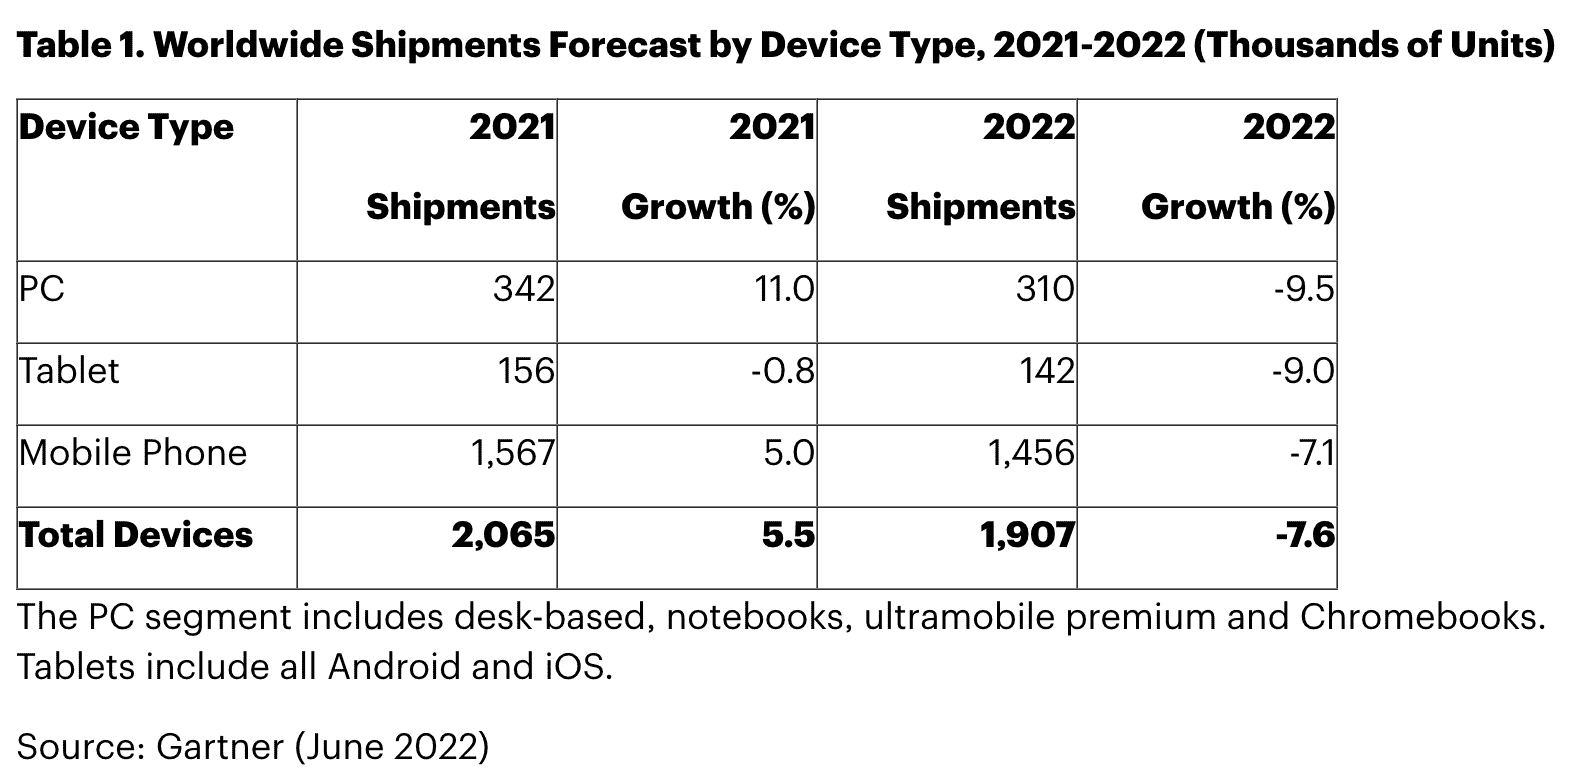 Table 1. Worldwide Shipments Forecast by Device Type, 2021-2022 (Thousands of Units)
Device Type 2021 2021 2022 2022
Shipments Growth (%) Shipments Growth (%)
PC 342 11.0 310 -9.5
Tablet 156 -0.8 142 -9.0
Mobile Phone 1,567 5.0 1,456 -7.1
Total Devices 2,065 5.5 1,907 -7.6
The PC segment includes desk-based, notebooks, ultramobile premium and Chromebooks.
Tablets include all Android and iOS.
Source: Gartner (June 2022)